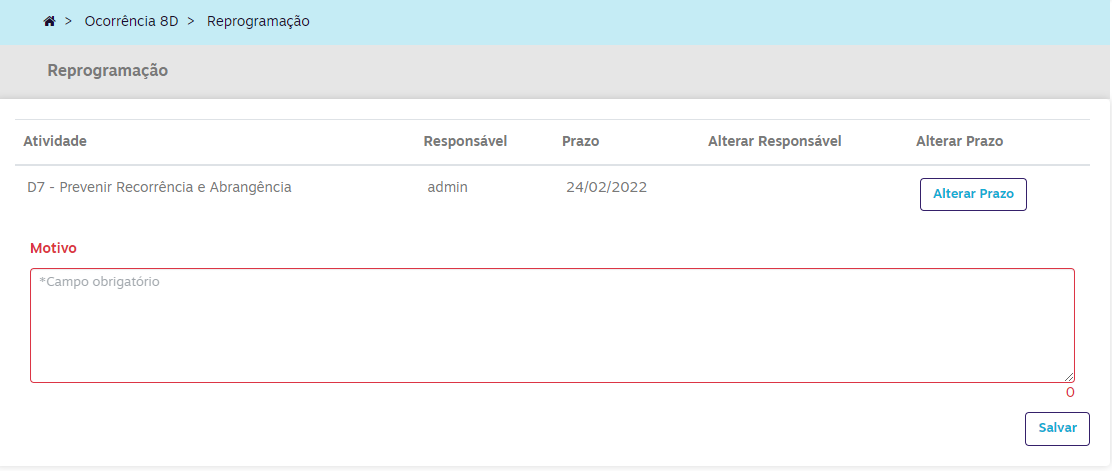 > Ocorrência 8D > Reprogramação
Reprogramação
Atividade Responsável Prazo Alterar Responsável Alterar Prazo
D7 - Prevenir Recorrência e Abrangência admin 24/02/2022 Alterar Prazo
Motivo
*Campo obrigatório
0
Salvar